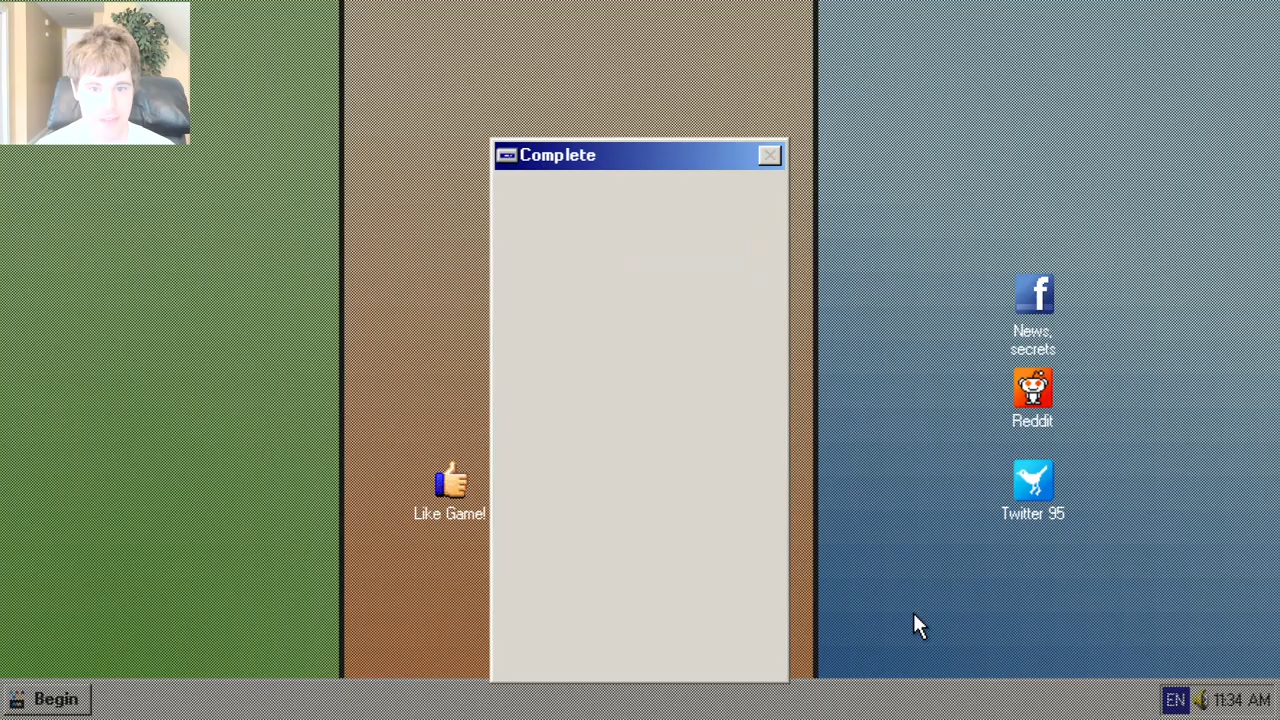 Complete
f
News,
secrets
Reddit
Like Game!
Twitter 95
Begin
EN
11:34 AM